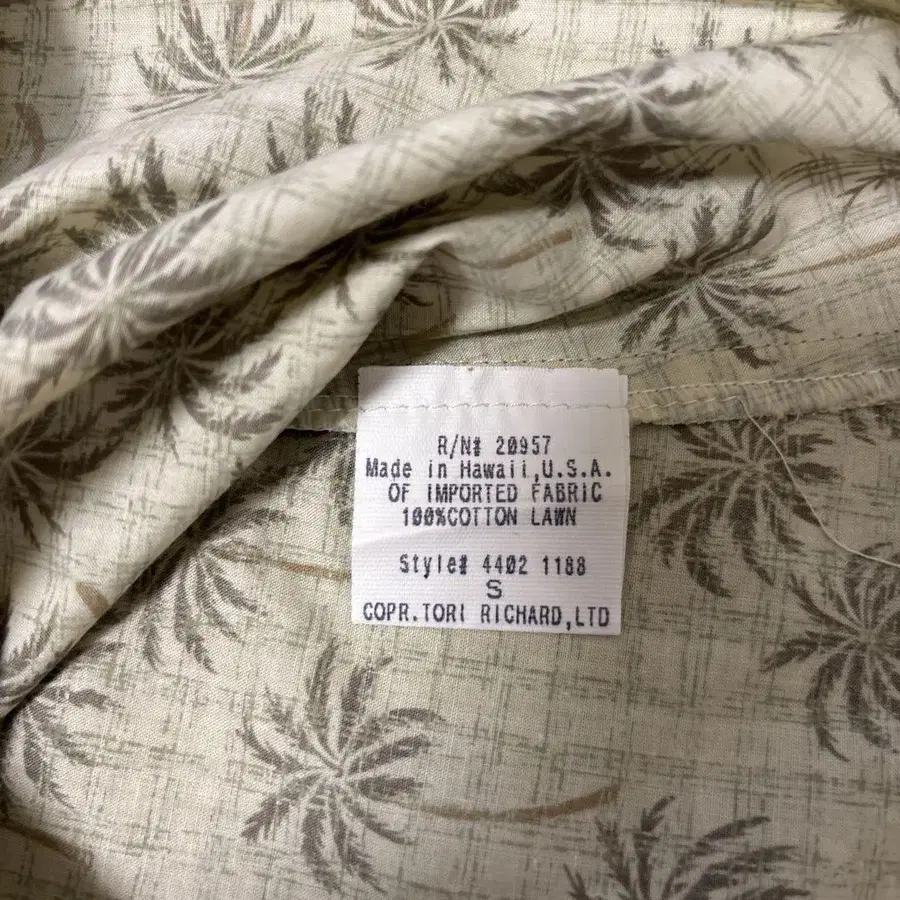 R/N# 20957
Made in Hawaii,U.S.A.
OF IMPORTED FABRIC
100%COTTON LAWN
Style# 4402 1188
S
COPR.TORI RICHARD,LTD